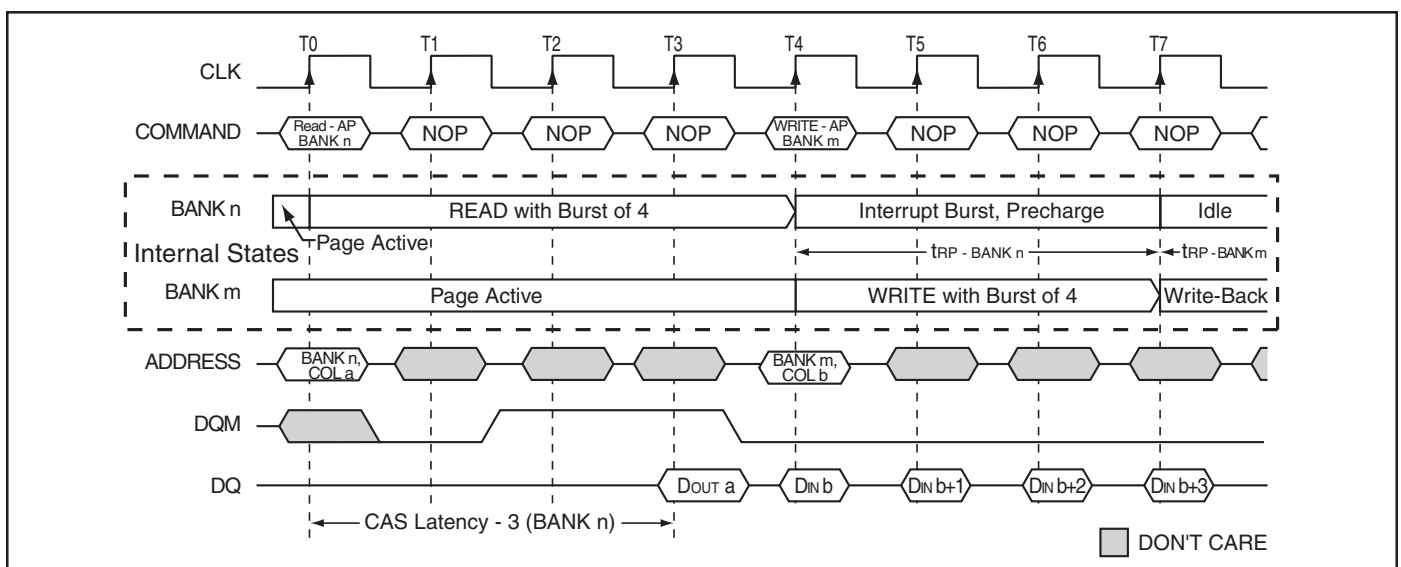 T0 T1 T2 T3 T4 T5 T6 T7
CLK
COMMAND Read - AP BANK n NOP NOP NOP WRITE - AP BANK m NOP NOP NOP
BANK n READ with Burst of 4 Interrupt Burst, Precharge Idle
Page Active
Internal States tRP - BANK n tRP - BANK m
BANK m Page Active WRITE with Burst of 4 Write-Back
ADDRESS BANK n, COL a BANK m, COL b
DQM
DQ DOUT a DIN b DIN b+1 DIN b+2 DIN b+3
CAS Latency - 3 (BANK n)
DON'T CARE